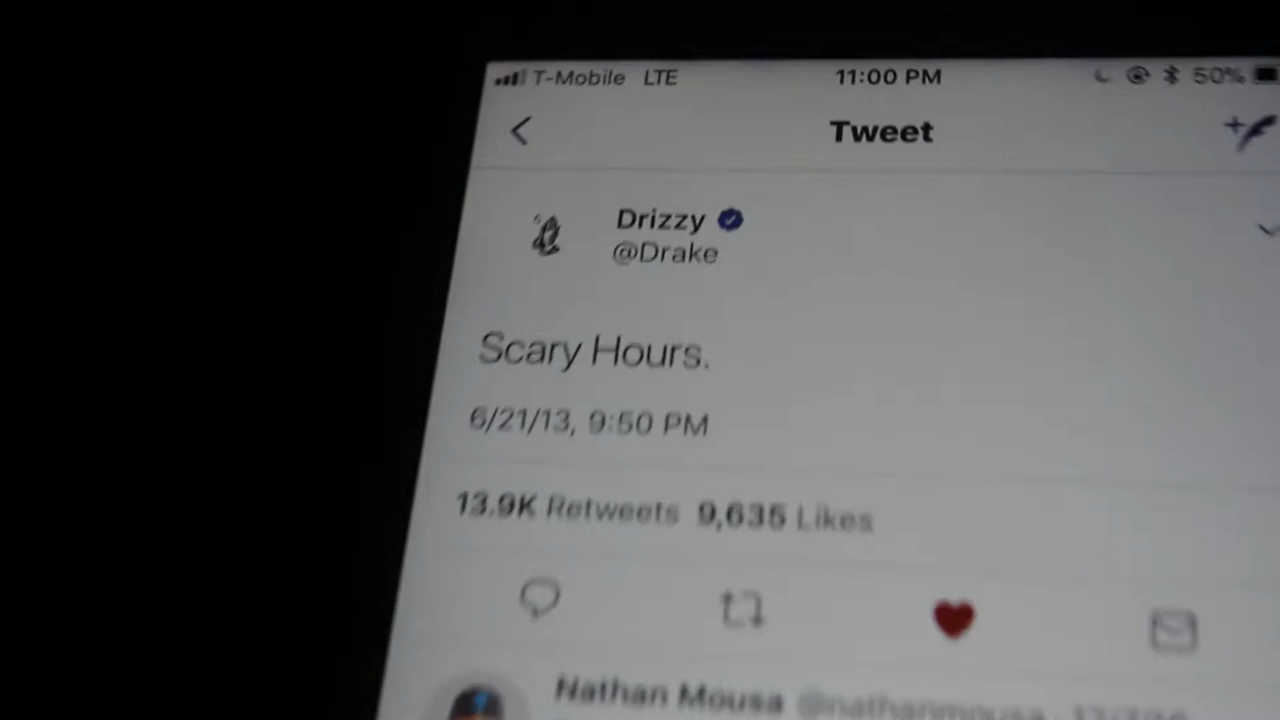 T-Mobile LTE 11:00 PM 50%
Tweet
Drizzy
@Drake
Scary Hours.
6/21/13, 9:50 PM
13.9K Retweets 9,635 Likes
Nathan Mousa @nathanmousa